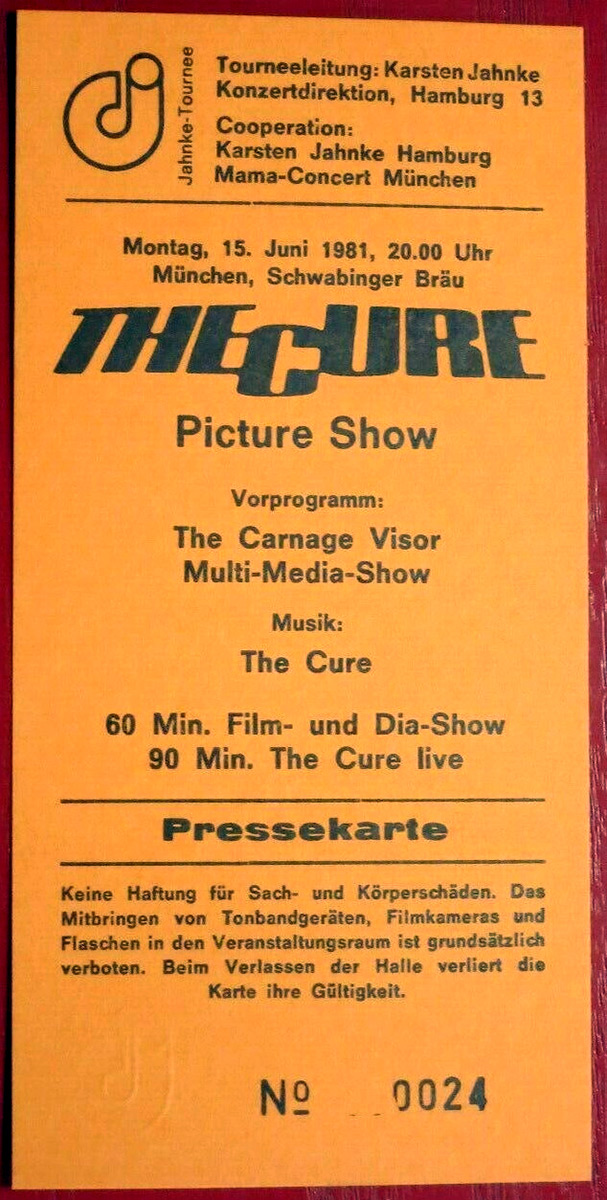 Jahnke-Tournee
Tourneeleitung: Karsten Jahnke
Konzertdirektion, Hamburg 13
Cooperation:
Karsten Jahnke Hamburg
Mama-Concert München
Montag, 15. Juni 1981, 20.00 Uhr
München, Schwabinger Bräu
THE CURE
Picture Show
Vorprogramm:
The Carnage Visor
Multi-Media-Show
Musik:
The Cure
60 Min. Film- und Dia-Show
90 Min. The Cure live
Pressekarte
Keine Haftung für Sach- und Körperschäden. Das
Mitbringen von Tonbandgeräten, Filmkameras und
Flaschen in den Veranstaltungsraum ist grundsätzlich
verboten. Beim Verlassen der Halle verliert die
Karte ihre Gültigkeit.
Nº 0024